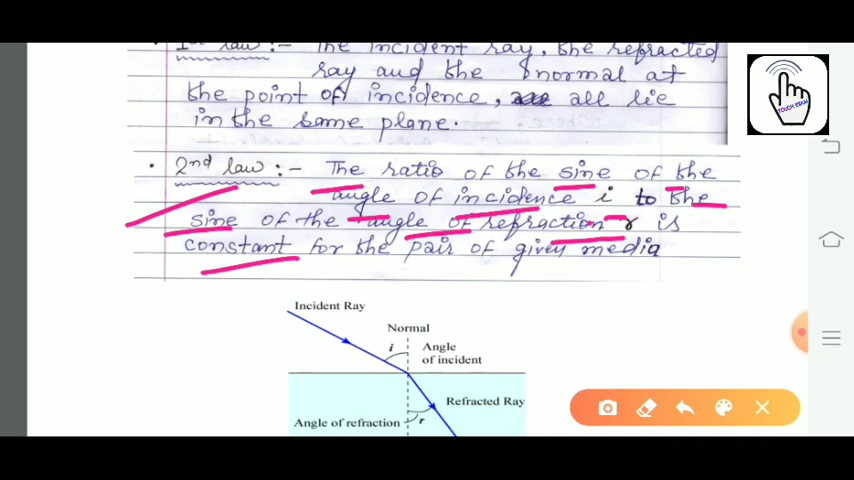 1st law :- The incident ray, the refracted
ray and the normal at
the point of incidence, all lie
in the same plane.
2nd law :- The ratio of the sine of the
angle of incidence i to the
sine of the angle of refraction r is
constant for the pair of given media
Incident Ray
Normal
i
Angle
of incident
Refracted Ray
Angle of refraction
r
TOUCH EXAM